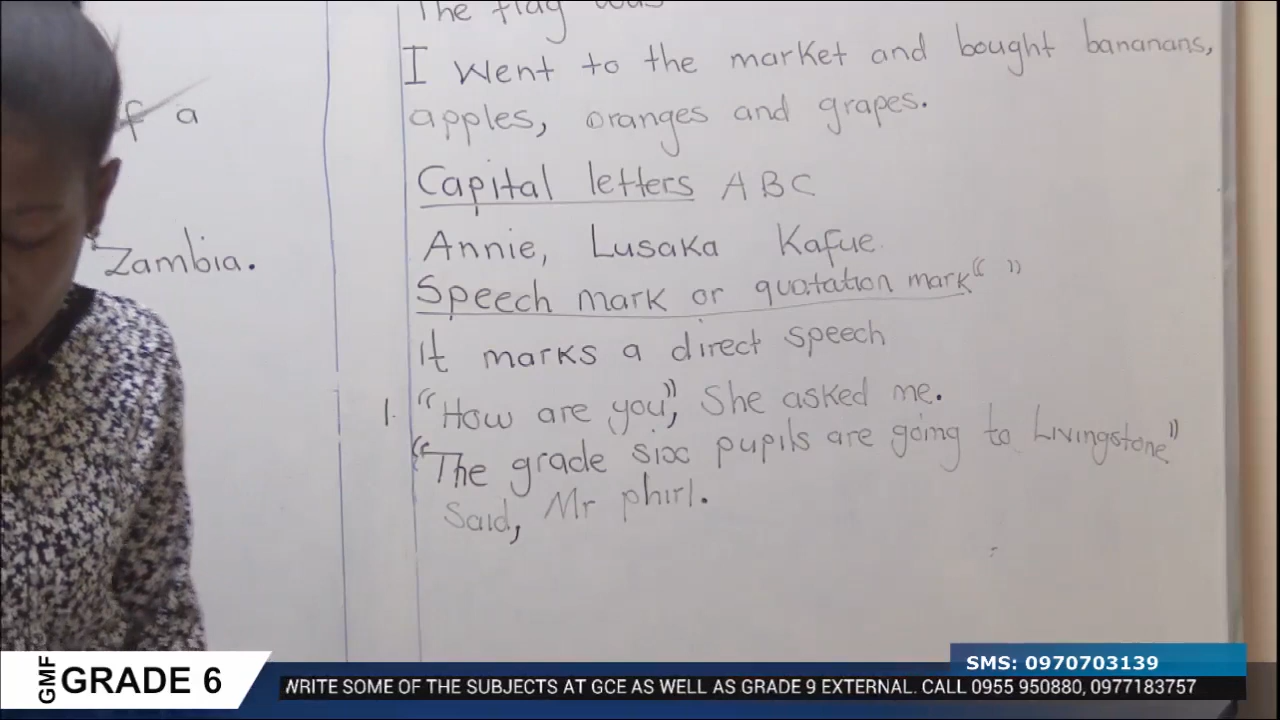 The flag was
I went to the market and bought bananans,
apples, oranges and grapes.
f a
Capital letters A B C
Annie, Lusaka Kafue.
Zambia.
Speech mark or quotation mark “ ”
It marks a direct speech
1. “How are you”, She asked me.
“The grade six pupils are going to Livingstone”
Said, Mr phiri.
SMS: 0970703139
GMF GRADE 6
WRITE SOME OF THE SUBJECTS AT GCE AS WELL AS GRADE 9 EXTERNAL. CALL 0955 950880, 0977183757